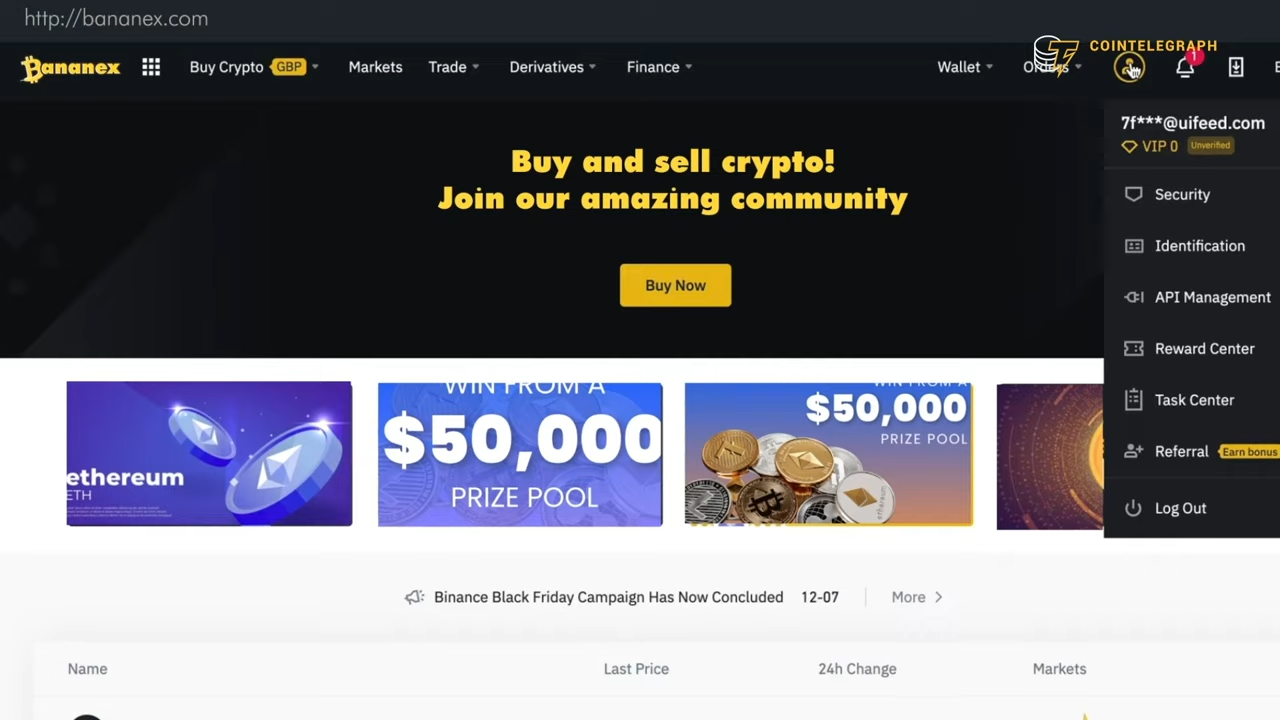 http://bananex.com
Bananex
Buy Crypto GBP
Markets
Trade
Derivatives
Finance
Wallet
Orders
1
COINTELEGRAPH
7f***@uifeed.com
VIP 0 Unverified
Security
Identification
API Management
Reward Center
Task Center
Referral Earn bonus
Log Out
Buy and sell crypto!
Join our amazing community
Buy Now
ethereum
ETH
WIN FROM A
$50,000
PRIZE POOL
WIN FROM A
$50,000
PRIZE POOL
Binance Black Friday Campaign Has Now Concluded 12-07 More
Name Last Price 24h Change Markets